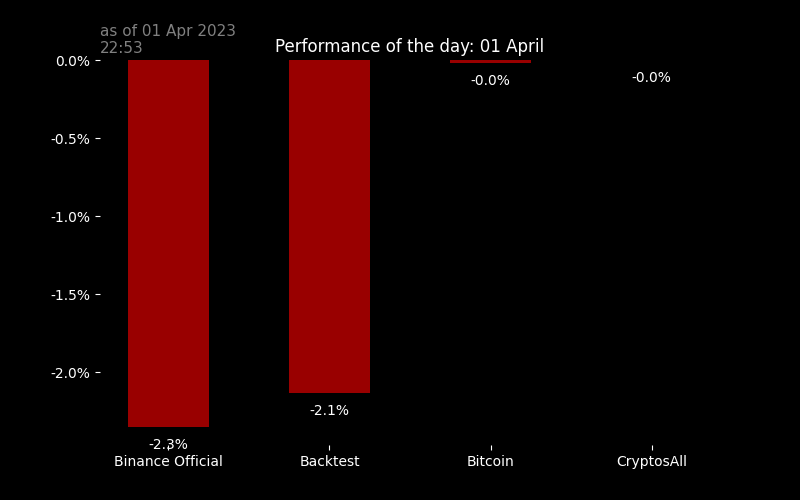 as of 01 Apr 2023
22:53
Performance of the day: 01 April
0.0%
-0.5%
-1.0%
-1.5%
-2.0%
-2.3%
-2.1%
-0.0%
-0.0%
Binance Official
Backtest
Bitcoin
CryptosAll